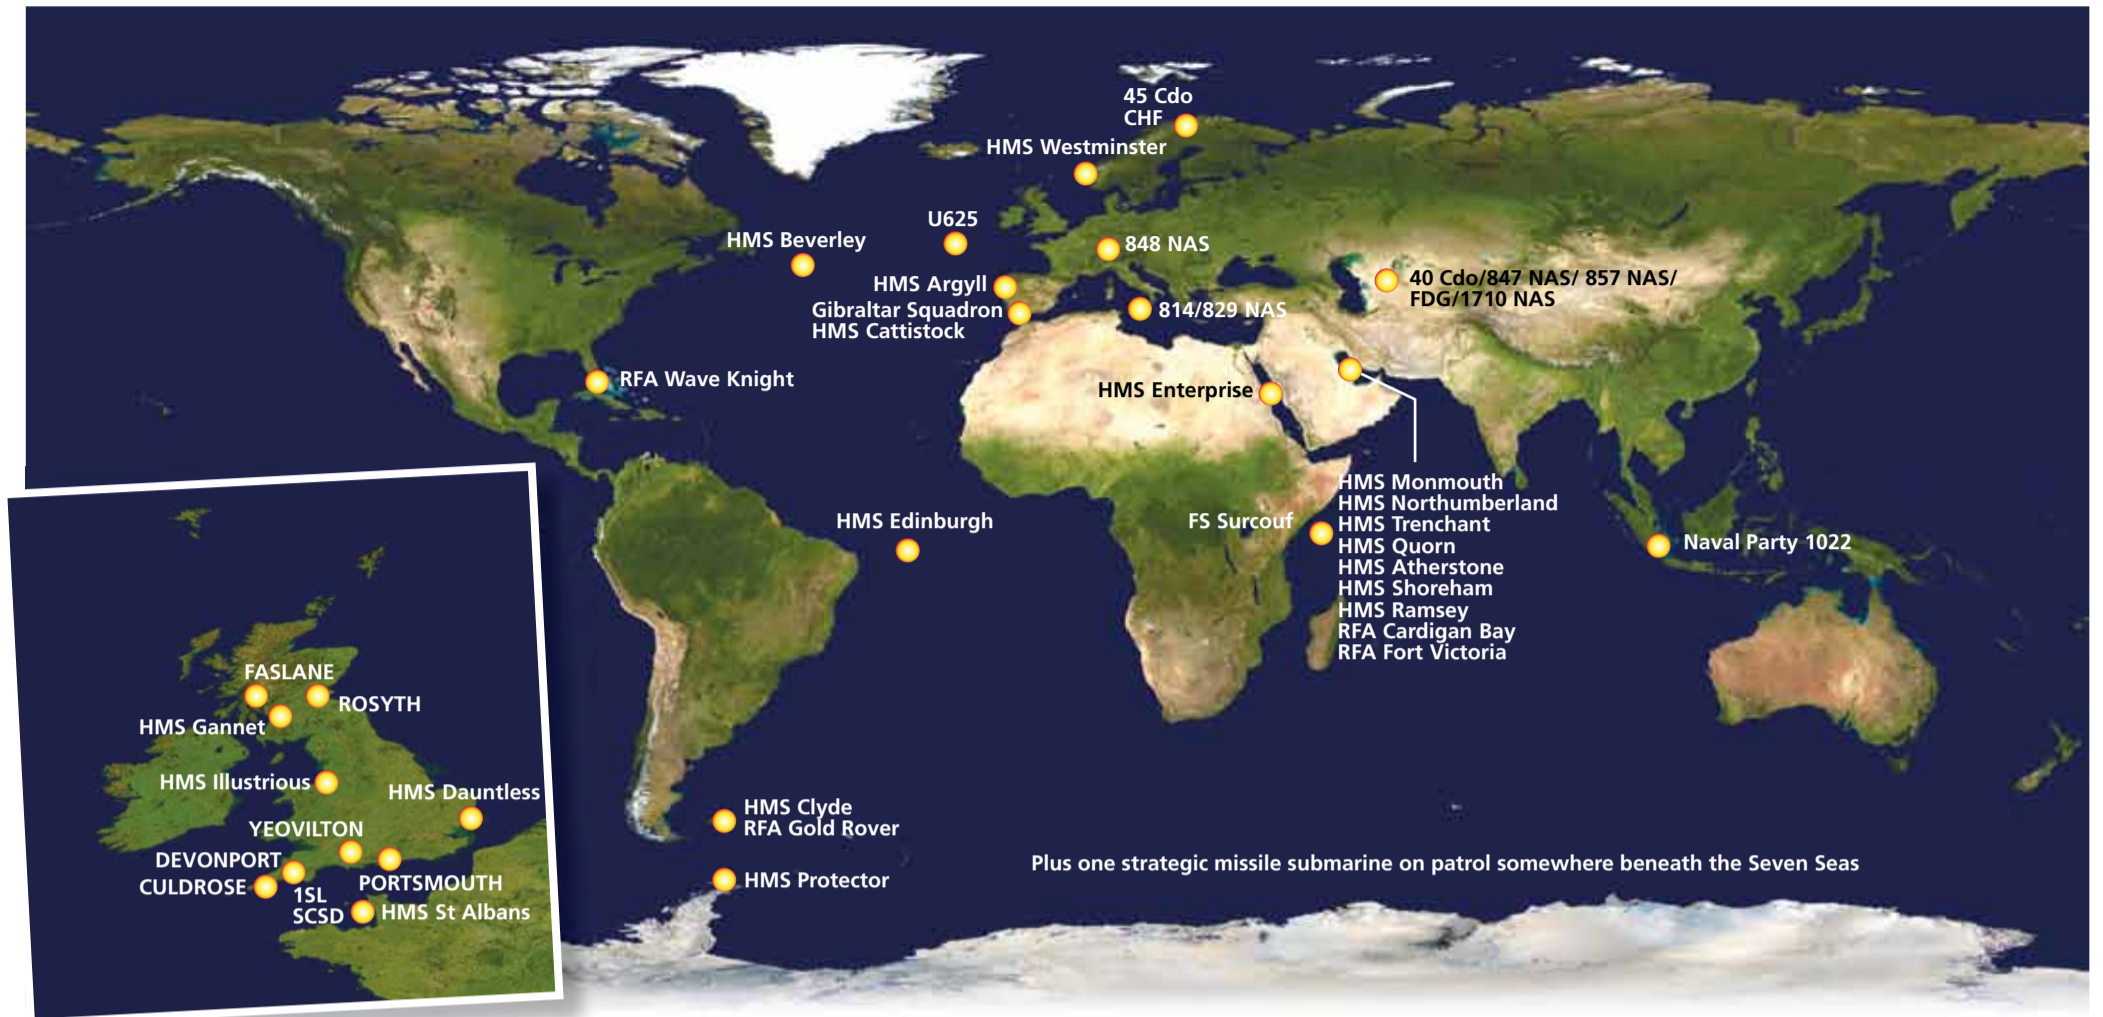 45 Cdo
CHF
HMS Westminster
U625
HMS Beverley
848 NAS
HMS Argyll
40 Cdo/847 NAS/ 857 NAS/
FDG/1710 NAS
Gibraltar Squadron
HMS Cattistock
814/829 NAS
RFA Wave Knight
HMS Enterprise
HMS Monmouth
HMS Northumberland
HMS Trenchant
HMS Quorn
HMS Atherstone
HMS Shoreham
HMS Ramsey
RFA Cardigan Bay
RFA Fort Victoria
HMS Edinburgh
FS Surcouf
Naval Party 1022
HMS Clyde
RFA Gold Rover
HMS Protector
Plus one strategic missile submarine on patrol somewhere beneath the Seven Seas
FASLANE
ROSYTH
HMS Gannet
HMS Illustrious
HMS Dauntless
YEOVILTON
DEVONPORT
CULDROSE
PORTSMOUTH
1SL
SCSD
HMS St Albans